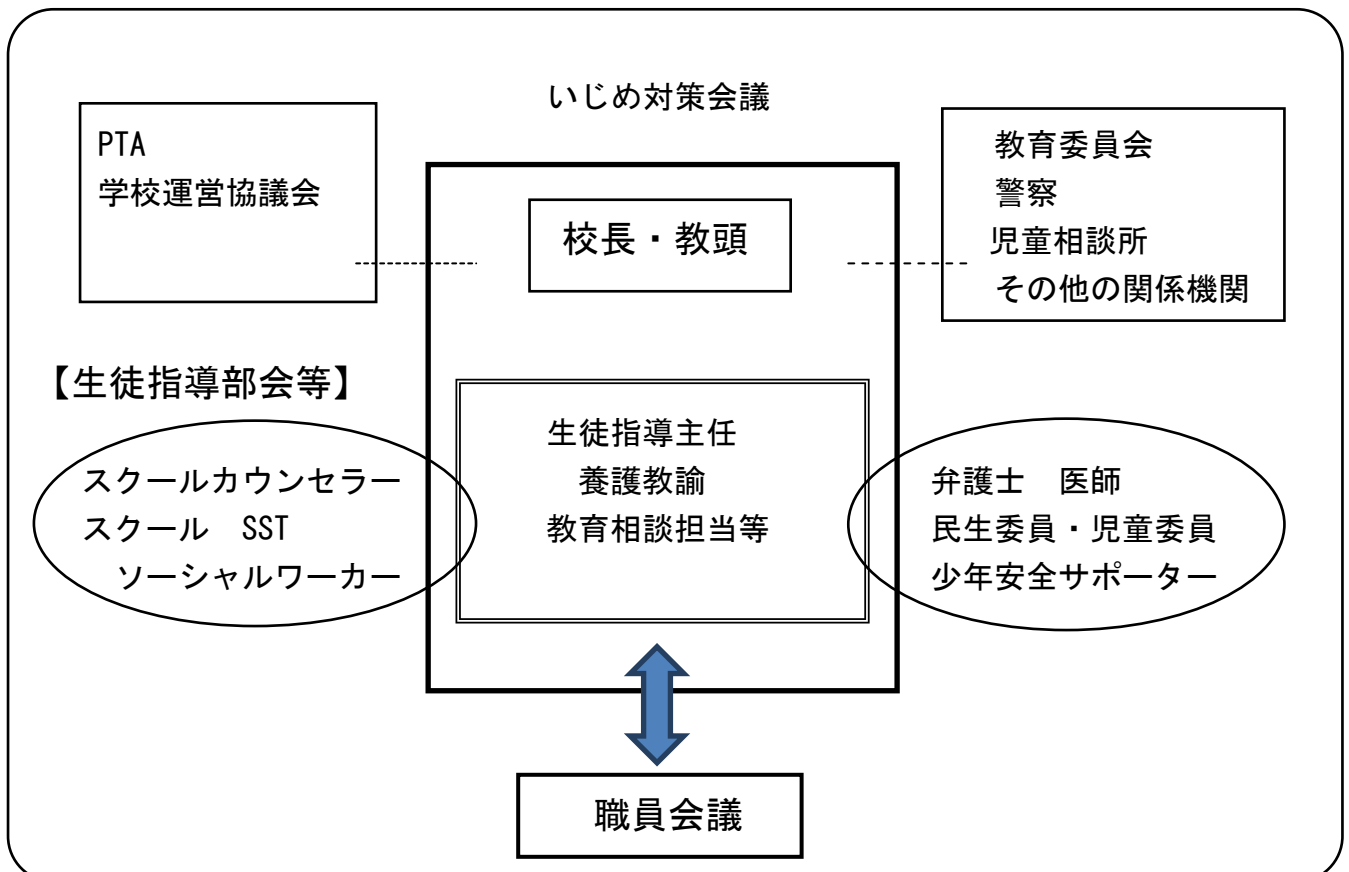 いじめ対策会議
PTA
学校運営協議会
校長・教頭
教育委員会
警察
児童相談所
その他の関係機関
【生徒指導部会等】
スクールカウンセラー
スクール　SST
ソーシャルワーカー
生徒指導主任
養護教諭
教育相談担当等
弁護士　医師
民生委員・児童委員
少年安全サポーター
職員会議